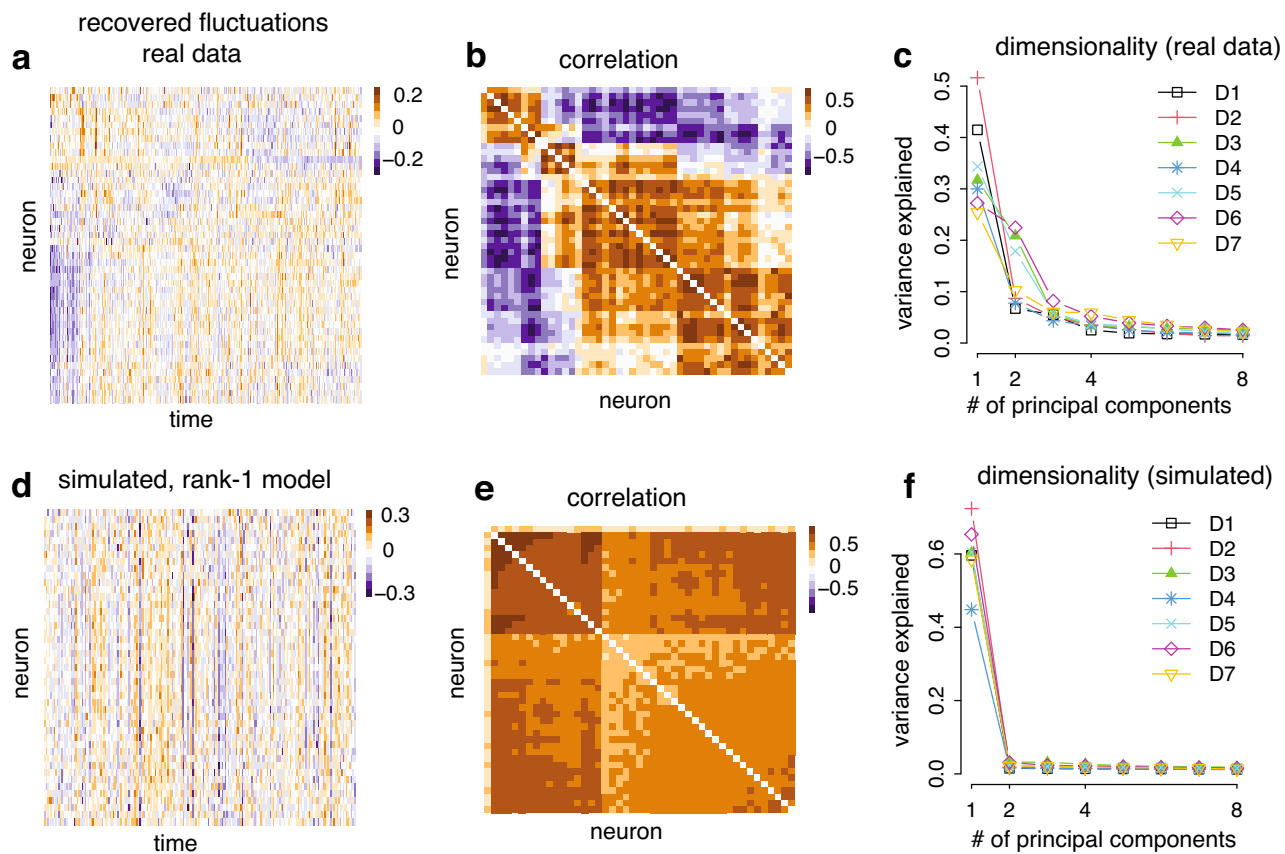 recovered fluctuations
real data
a
0.2
0
−0.2
neuron
time
b
correlation
0.5
0
−0.5
neuron
neuron
c
dimensionality (real data)
0.5
0.4
0.3
0.2
0.1
0.0
variance explained
D1
D2
D3
D4
D5
D6
D7
1
2
4
8
# of principal components
d
simulated, rank-1 model
0.3
0
−0.3
neuron
time
e
correlation
0.5
0
−0.5
neuron
neuron
f
dimensionality (simulated)
0.6
0.4
0.2
0.0
variance explained
D1
D2
D3
D4
D5
D6
D7
1
2
4
8
# of principal components